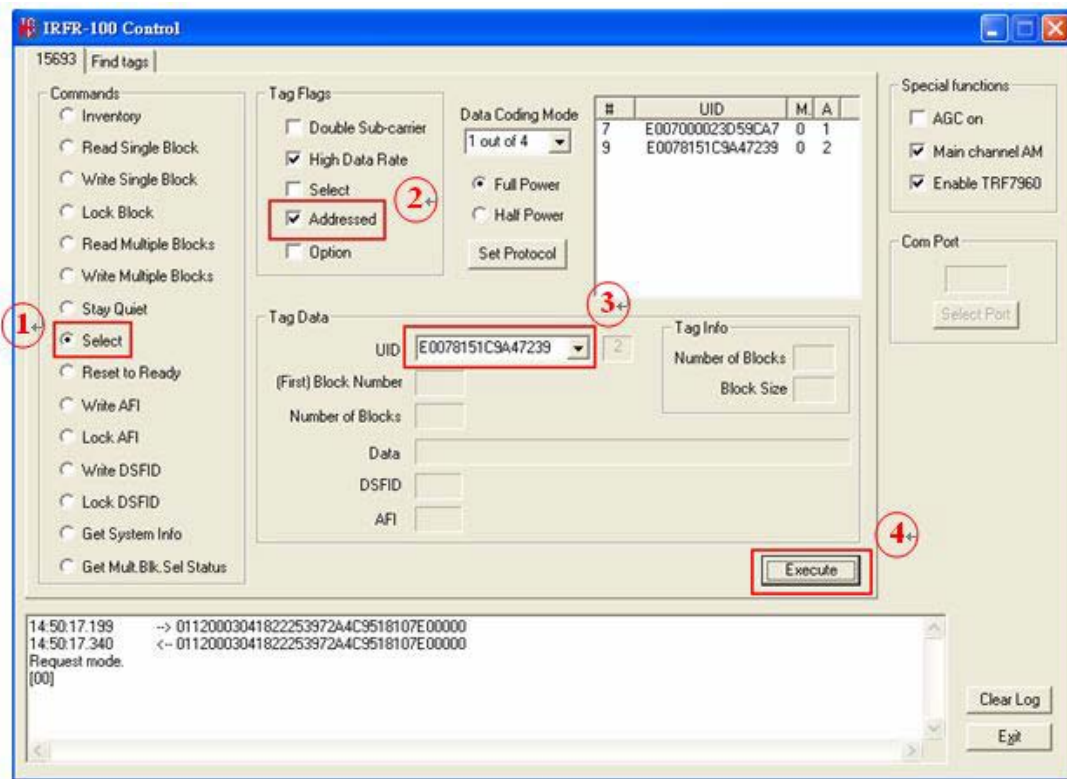 IRFR-100 Control
15693
Find tags
Commands
Inventory
Read Single Block
Write Single Block
Lock Block
Read Multiple Blocks
Write Multiple Blocks
Stay Quiet
1
Select
Reset to Ready
Write AFI
Lock AFI
Write DSFID
Lock DSFID
Get System Info
Get Mult.Blk.Sel Status
Tag Flags
Double Sub-carrier
High Data Rate
Select
2
Addressed
Option
Data Coding Mode
1 out of 4
Full Power
Half Power
Set Protocol
# UID M. A
7 E007000023D59CA7 0 1
9 E0078151C9A47239 0 2
Special functions
AGC on
Main channel AM
Enable TRF7960
Com Port
Select Port
3
Tag Data
UID E0078151C9A47239 2
(First) Block Number
Number of Blocks
Data
DSFID
AFI
Tag Info
Number of Blocks
Block Size
4
Execute
14:50:17.199 --> 01120003041822253972A4C9518107E00000
14:50:17.340 <-- 01120003041822253972A4C9518107E00000
Request mode.
[00]
Clear Log
Exit